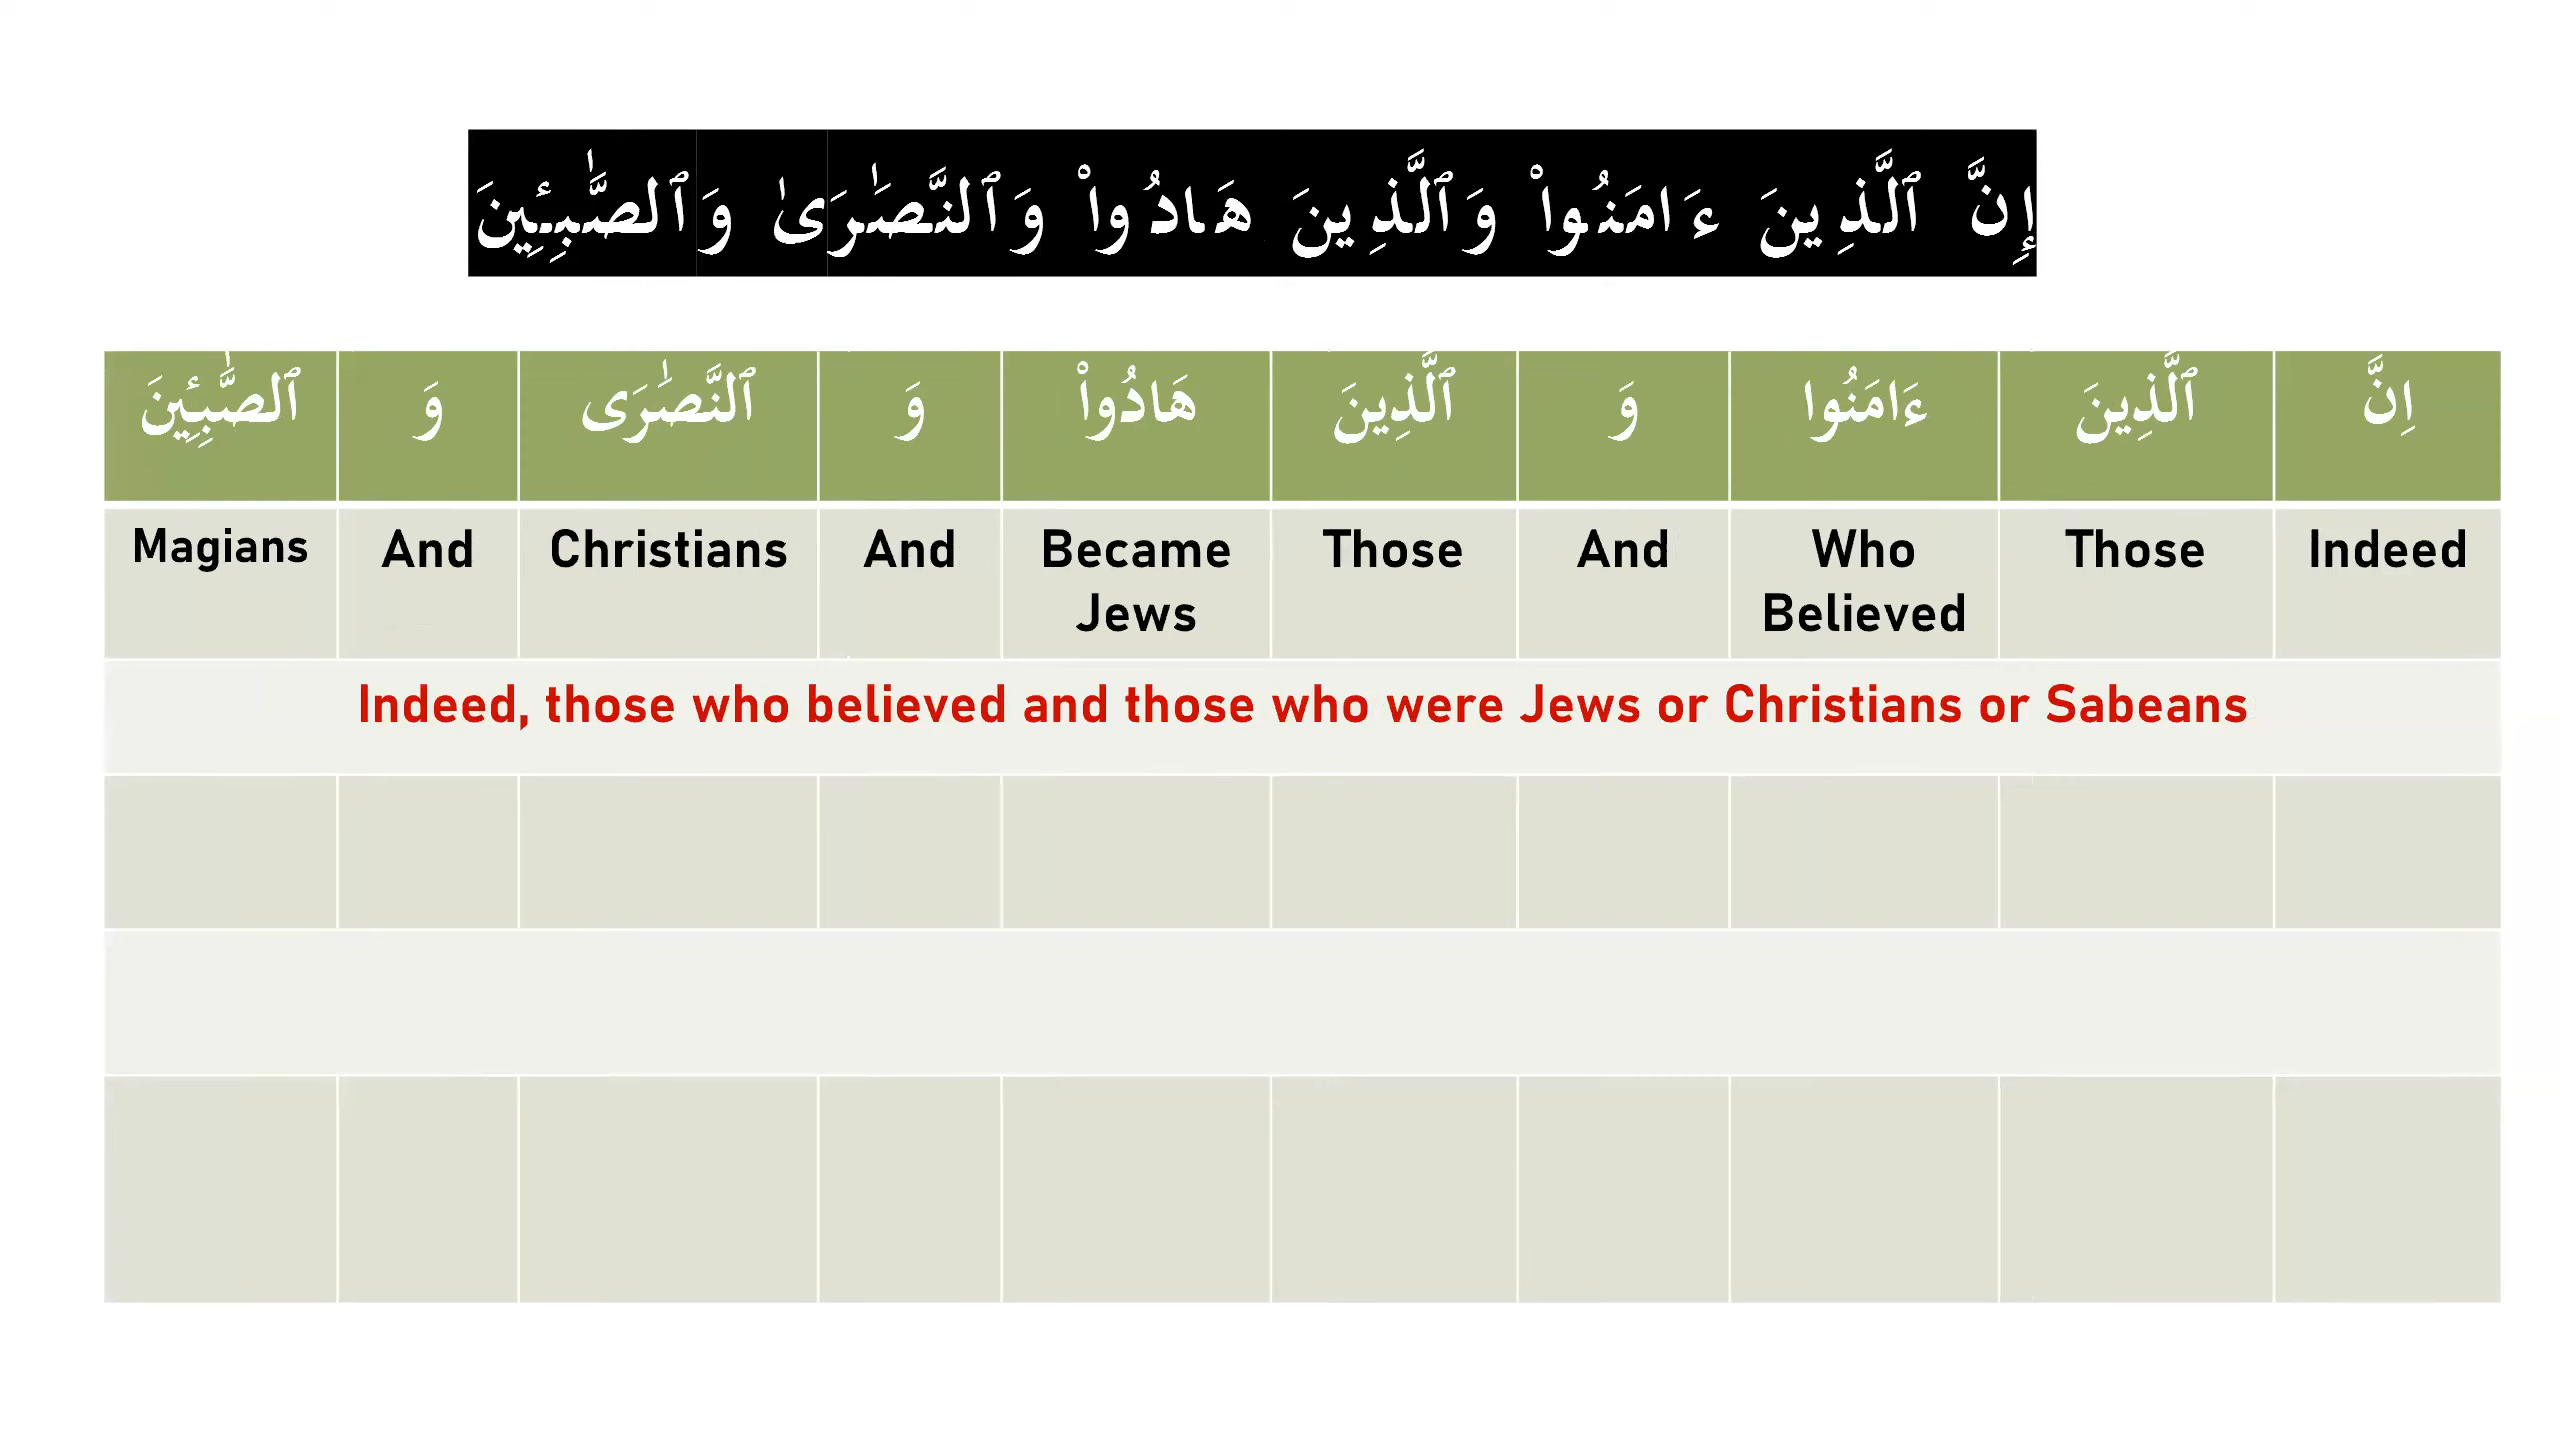 إِنَّ ٱلَّذِينَ ءَامَنُوا۟ وَٱلَّذِينَ هَادُوا۟ وَٱلنَّصَٰرَىٰ وَٱلصَّٰبِـِٔينَ
إِنَّ ٱلَّذِينَ ءَامَنُوا وَ ٱلَّذِينَ هَادُوا۟ وَ ٱلنَّصَٰرَى وَ ٱلصَّٰبِـِٔينَ
Magians And Christians And Became Jews Those And Who Believed Those Indeed
Indeed, those who believed and those who were Jews or Christians or Sabeans